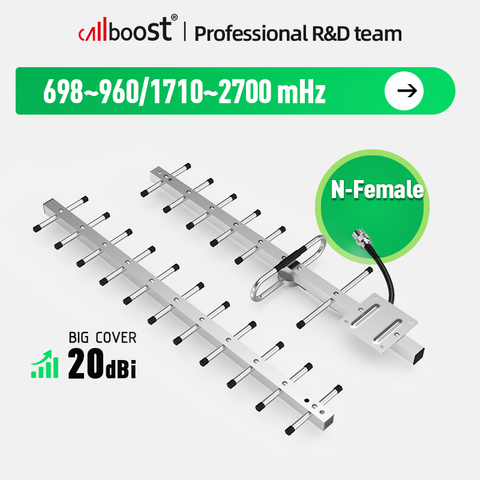 callboost® | Professional R&D team
698~960/1710~2700 mHz
N-Female
BIG COVER
20dBi